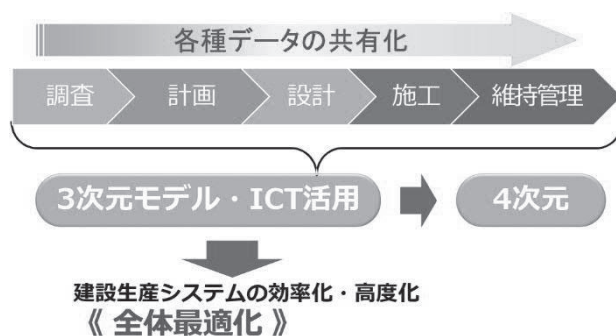 各種データの共有化
調査 計画 設計 施工 維持管理
3次元モデル・ICT活用 4次元
建設生産システムの効率化・高度化
《 全体最適化 》